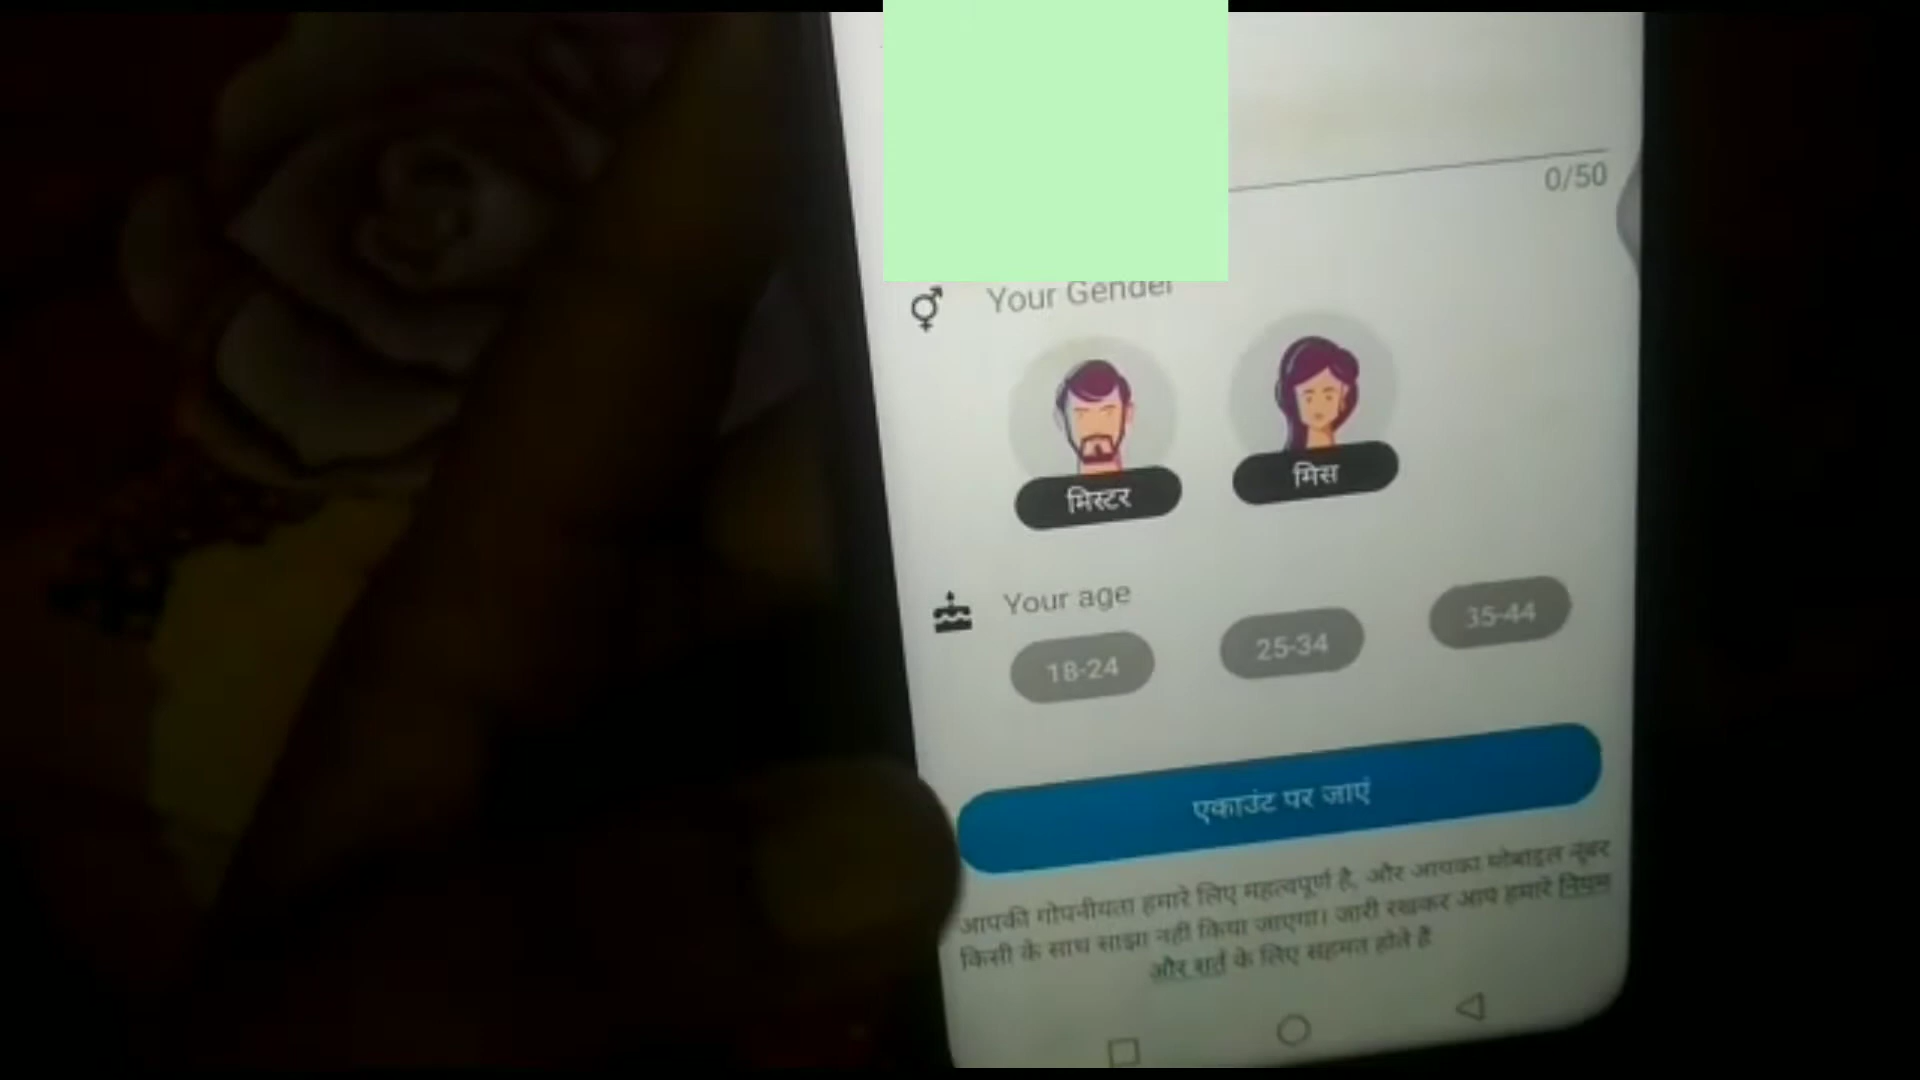 0/50
Your Gender
मिस्टर
मिस
Your age
18-24
25-34
35-44
एकाउंट पर जाएं
आपकी गोपनीयता हमारे लिए महत्वपूर्ण है, और आपका मोबाइल नंबर
किसी के साथ साझा नहीं किया जाएगा। जारी रखकर आप हमारे नियम
और शर्त के लिए सहमत होते हैं